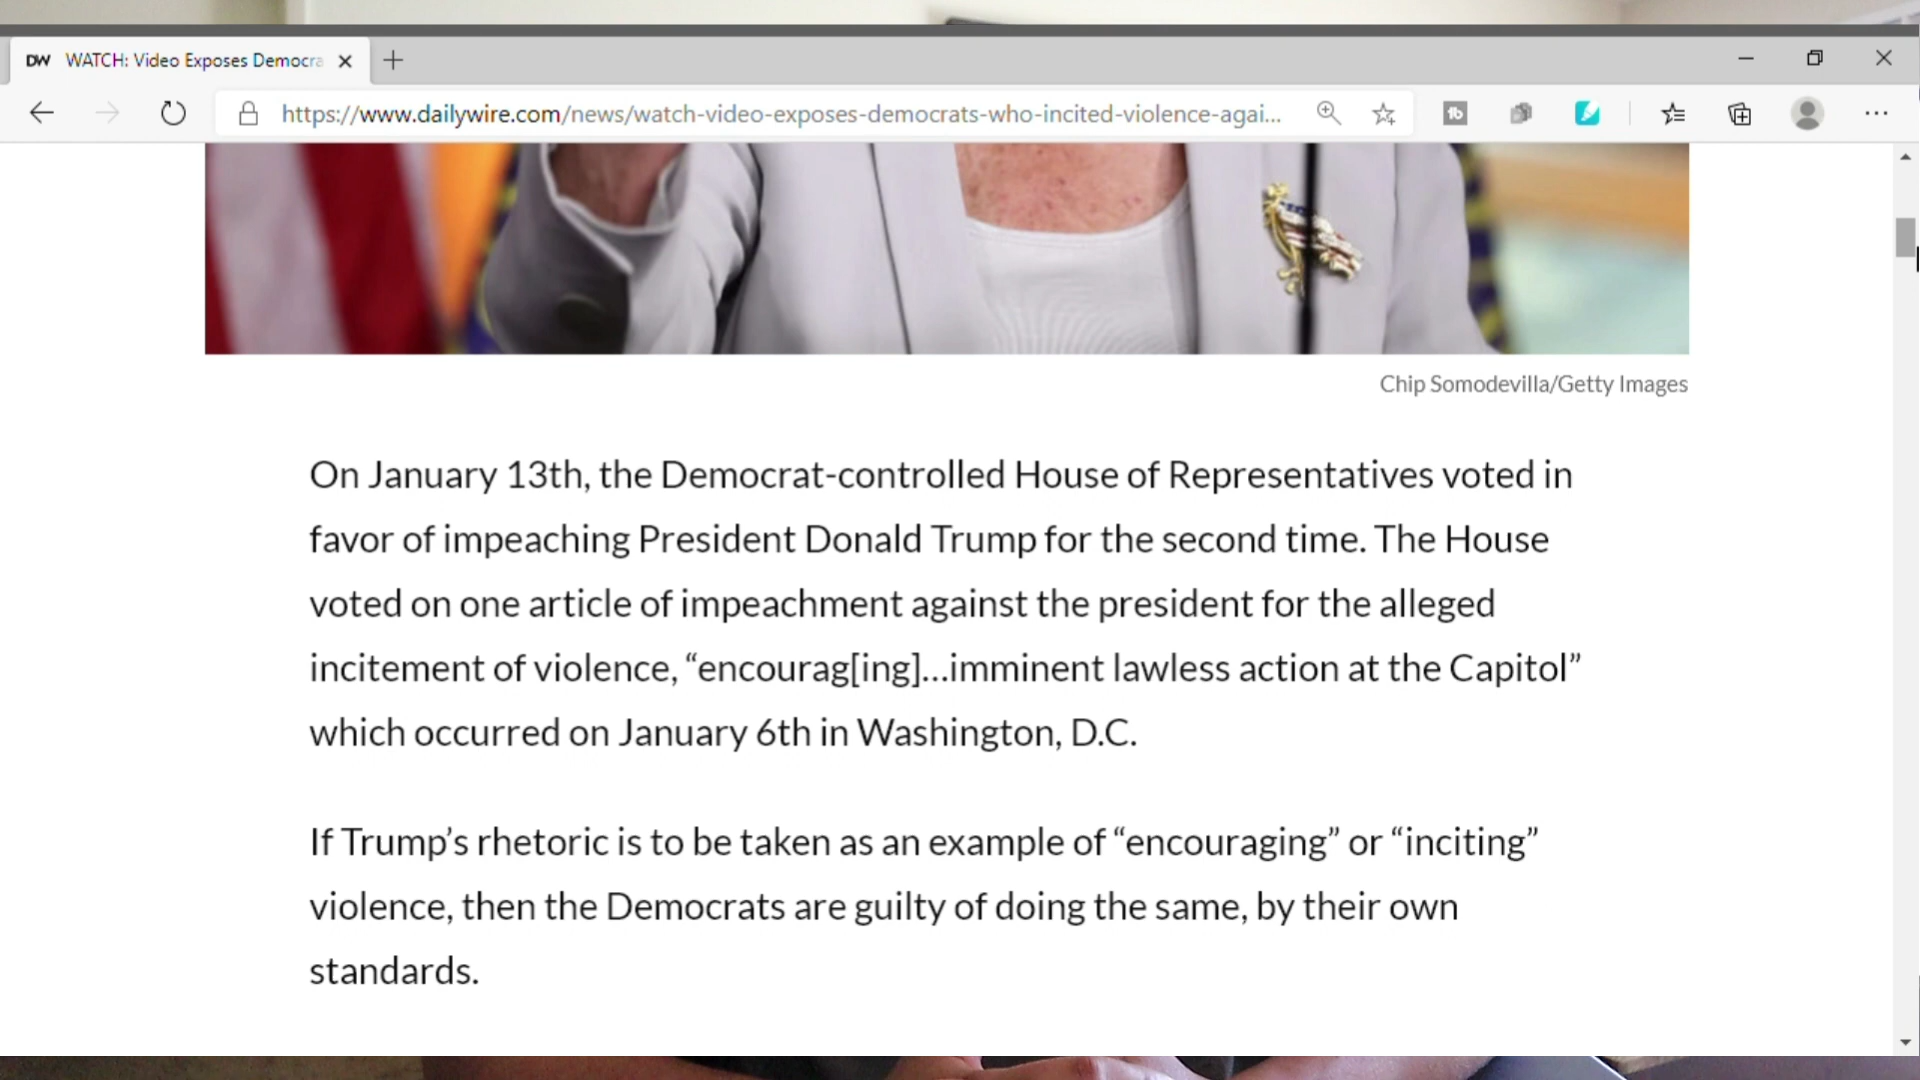 DW WATCH: Video Exposes Democra
https://www.dailywire.com/news/watch-video-exposes-democrats-who-incited-violence-agai...
Chip Somodevilla/Getty Images
On January 13th, the Democrat-controlled House of Representatives voted in
favor of impeaching President Donald Trump for the second time. The House
voted on one article of impeachment against the president for the alleged
incitement of violence, “encourag[ing]...imminent lawless action at the Capitol”
which occurred on January 6th in Washington, D.C.
If Trump’s rhetoric is to be taken as an example of “encouraging” or “inciting”
violence, then the Democrats are guilty of doing the same, by their own
standards.